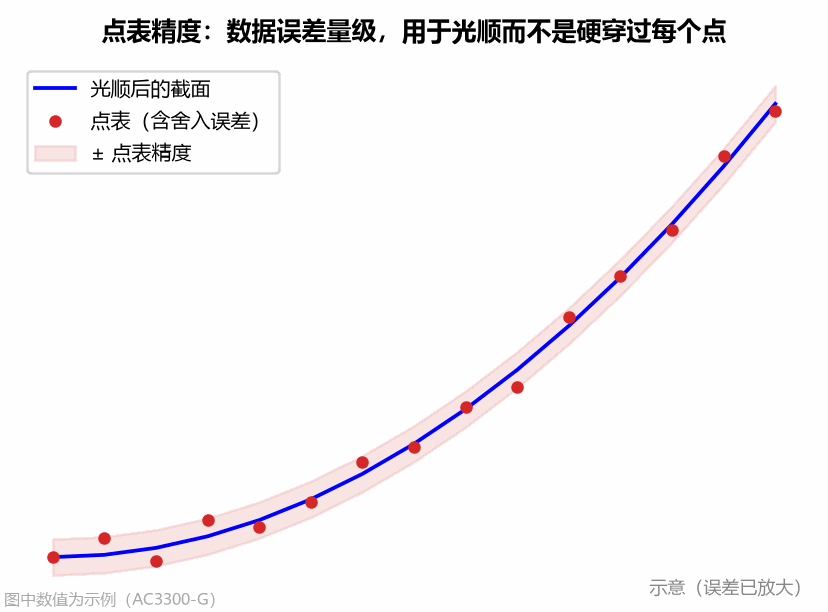 点表精度：数据误差量级，用于光顺而不是硬穿过每个点
光顺后的截面
点表（含舍入误差）
± 点表精度
图中数值为示例（AC3300-G）
示意（误差已放大）